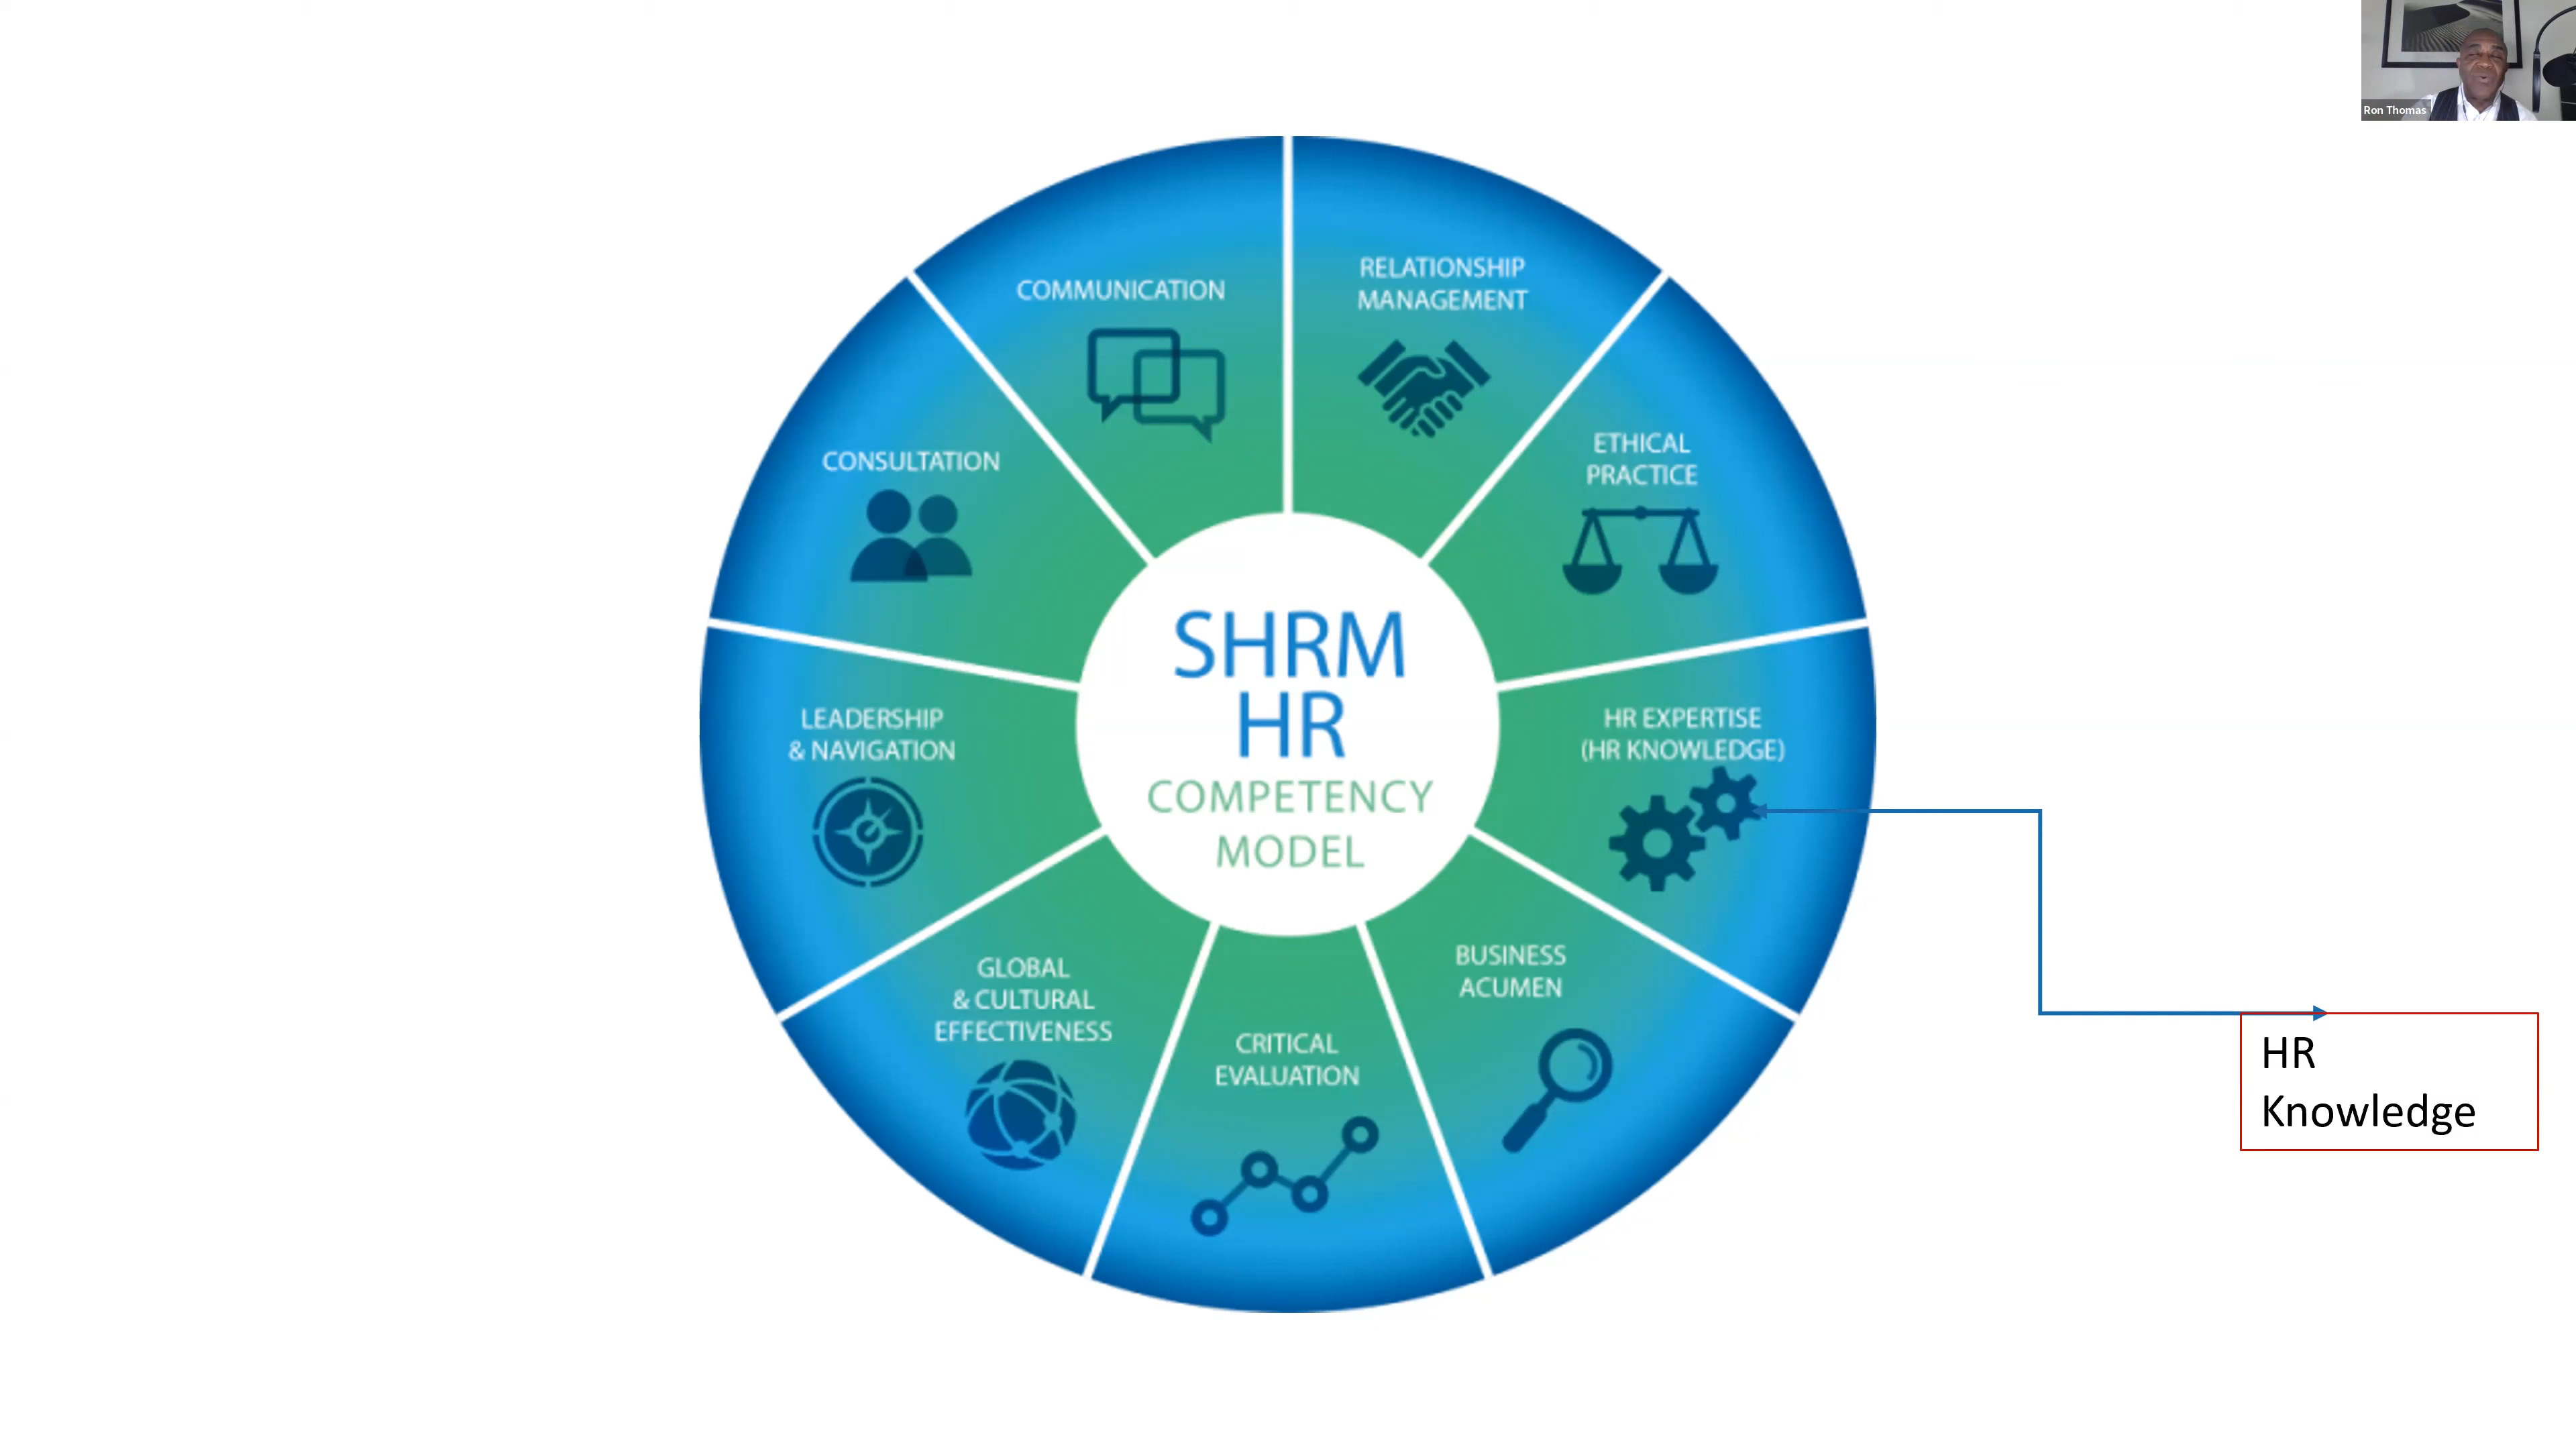 Ron Thomas
COMMUNICATION
RELATIONSHIP
MANAGEMENT
ETHICAL
PRACTICE
CONSULTATION
SHRM
HR
COMPETENCY
MODEL
LEADERSHIP
& NAVIGATION
HR EXPERTISE
(HR KNOWLEDGE)
GLOBAL
& CULTURAL
EFFECTIVENESS
CRITICAL
EVALUATION
BUSINESS
ACUMEN
HR
Knowledge